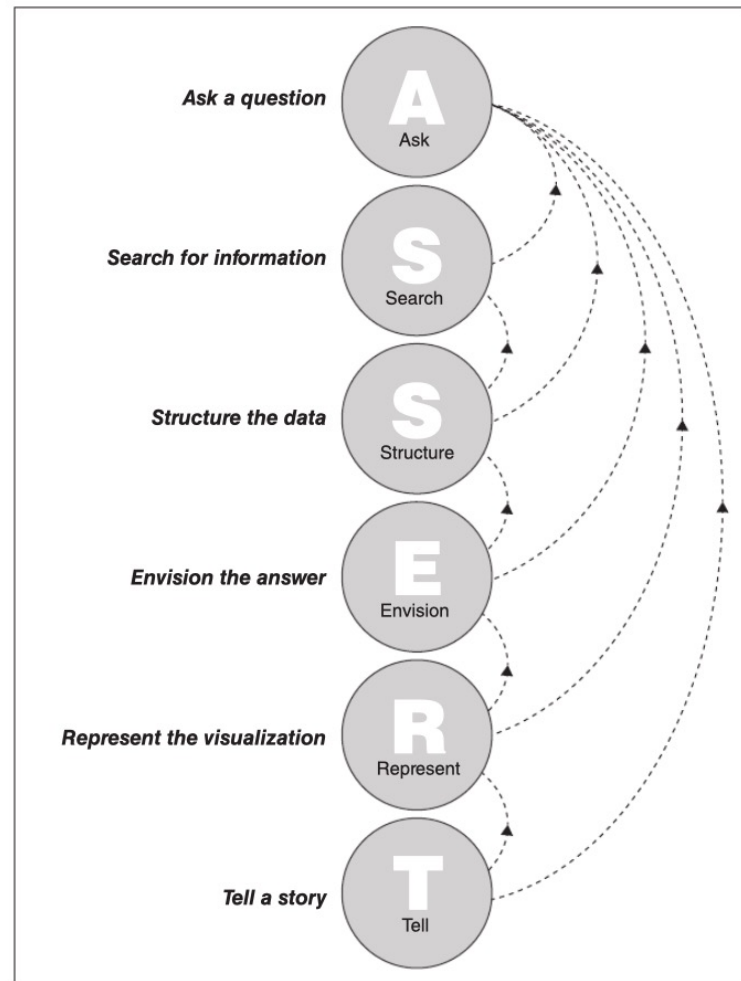 Ask a question
A
Ask
Search for information
S
Search
Structure the data
S
Structure
Envision the answer
E
Envision
Represent the visualization
R
Represent
Tell a story
T
Tell